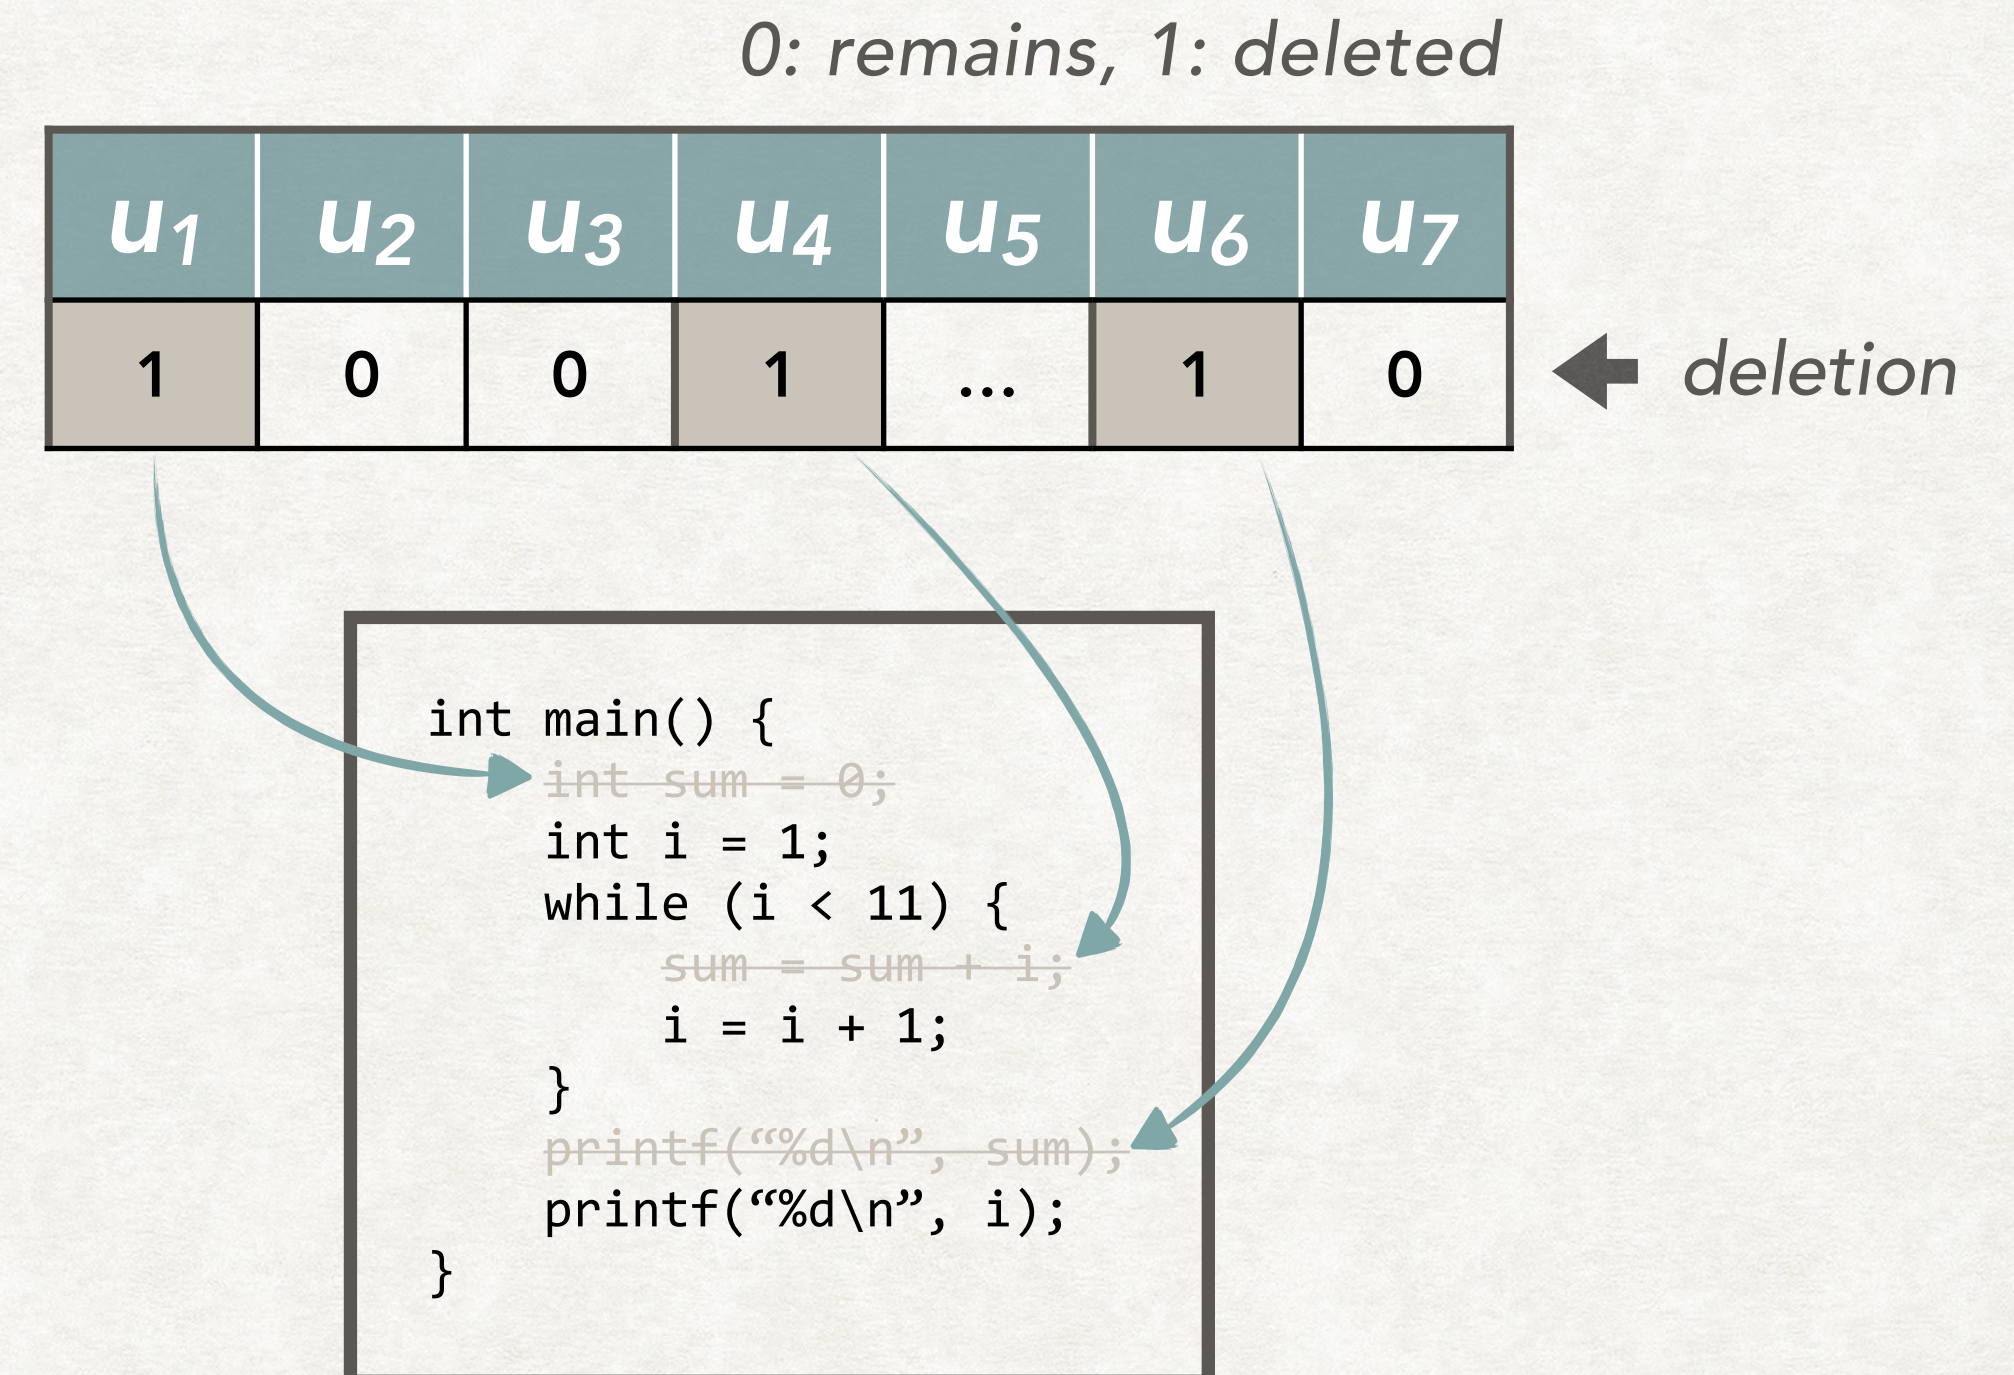 0: remains, 1: deleted
u1 u2 u3 u4 u5 u6 u7
1 0 0 1 ... 1 0
deletion
int main() {
    int sum = 0;
    int i = 1;
    while (i < 11) {
        sum = sum + i;
        i = i + 1;
    }
    printf(“%d\n”, sum);
    printf(“%d\n”, i);
}